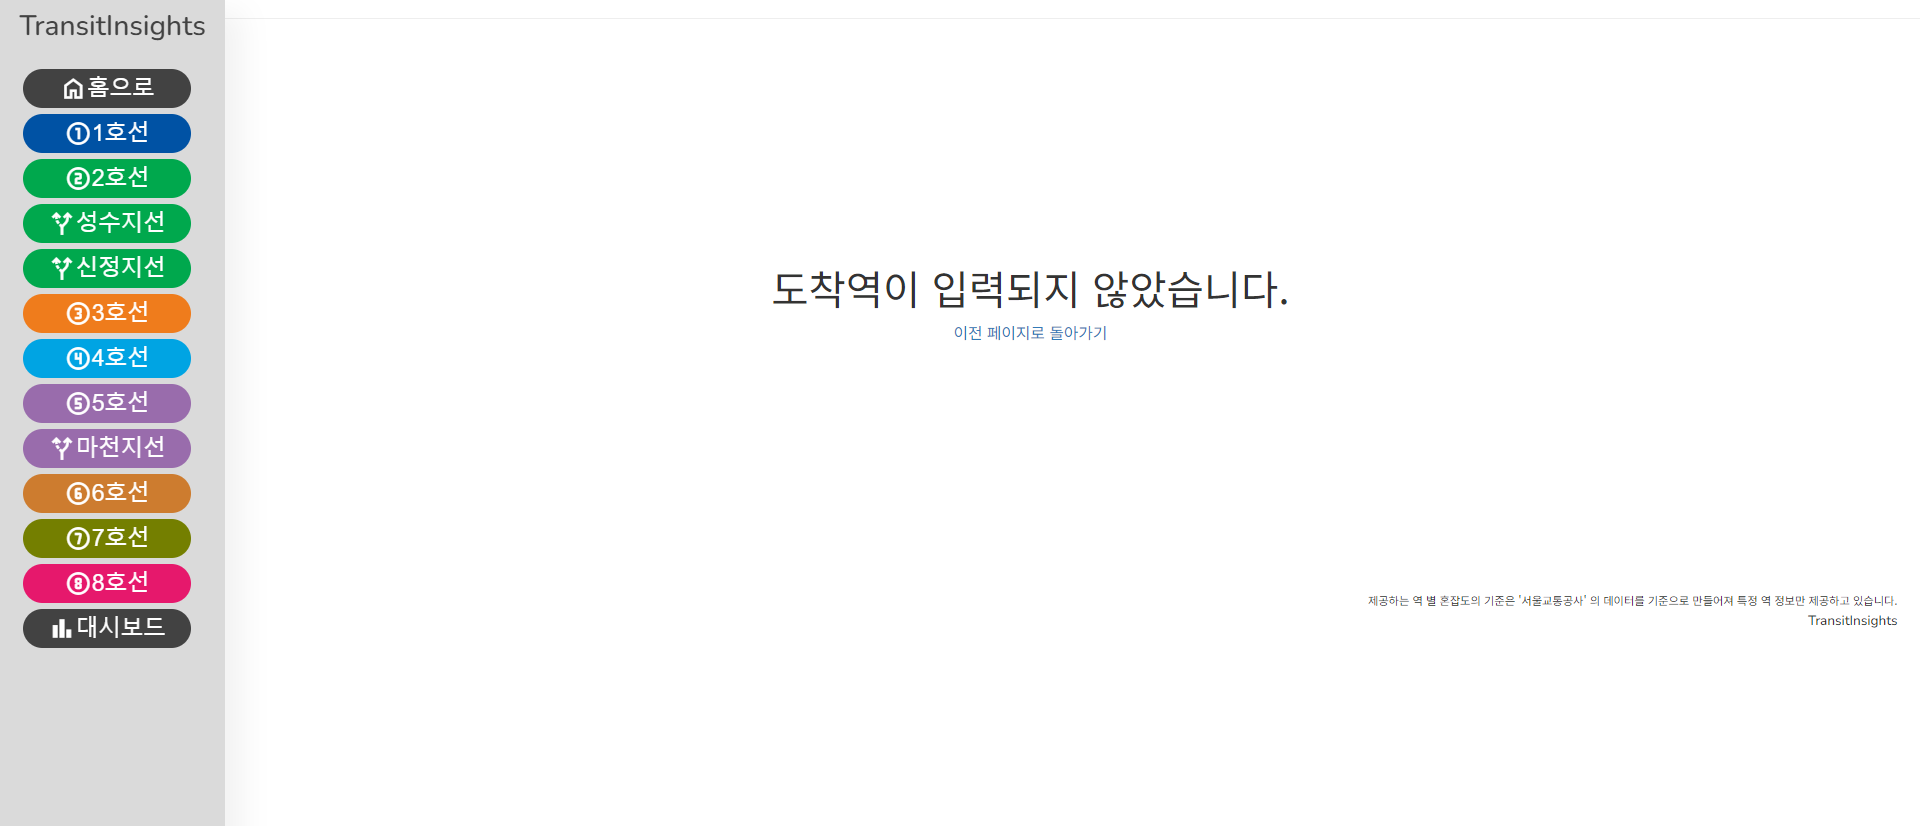 TransitInsights
홈으로
1 1호선
2 2호선
성수지선
신정지선
3 3호선
4 4호선
5 5호선
마천지선
6 6호선
7 7호선
8 8호선
대시보드
도착역이 입력되지 않았습니다.
이전 페이지로 돌아가기
제공하는 역 별 혼잡도의 기준은 '서울교통공사' 의 데이터를 기준으로 만들어져 특정 역 정보만 제공하고 있습니다.
TransitInsights